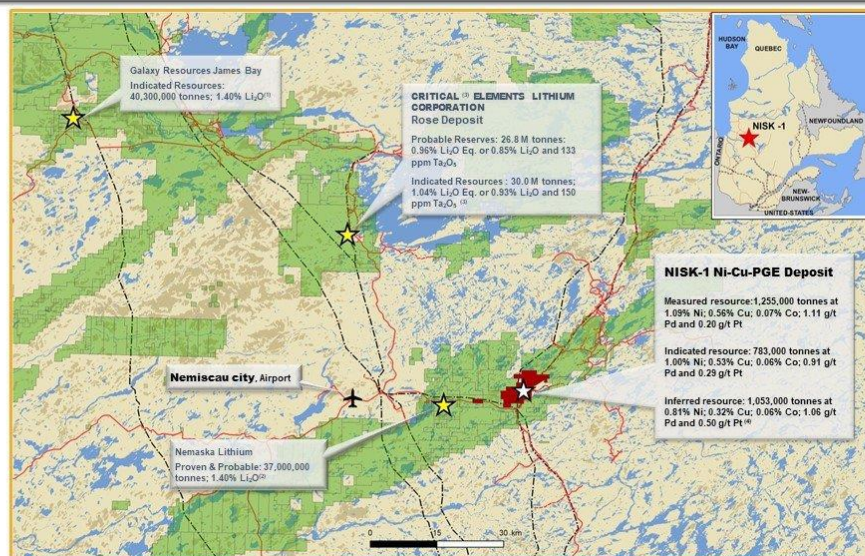 Galaxy Resources James Bay
Indicated Resources:
40,300,000 tonnes; 1.40% Li₂O⁽¹⁾
CRITICAL ⁽³⁾ ELEMENTS LITHIUM
CORPORATION
Rose Deposit
Probable Reserves: 26.8 M tonnes:
0.96% Li₂O Eq. or 0.85% Li₂O and 133
ppm Ta₂O₅
Indicated Resources : 30.0 M tonnes;
1.04% Li₂O Eq. or 0.93% Li₂O and 150
ppm Ta₂O₅ ⁽³⁾
HUDSON
BAY
QUEBEC
NISK -1
NEWFOUNDLAND
ONTARIO
NEW-
BRUNSWICK
UNITED-STATES
NISK-1 Ni-Cu-PGE Deposit
Measured resource:1,255,000 tonnes at
1.09% Ni; 0.56% Cu; 0.07% Co; 1.11 g/t
Pd and 0.20 g/t Pt
Indicated resource: 783,000 tonnes at
1.00% Ni; 0.53% Cu; 0.06% Co; 0.91 g/t
Pd and 0.29 g/t Pt
Inferred resource: 1,053,000 tonnes at
0.81% Ni; 0.32% Cu; 0.06% Co; 1.06 g/t
Pd and 0.50 g/t Pt⁽⁴⁾
Nemiscau city, Airport
Nemaska Lithium
Proven & Probable: 37,000,000
tonnes; 1.40% Li₂O⁽²⁾
0 15 30 km